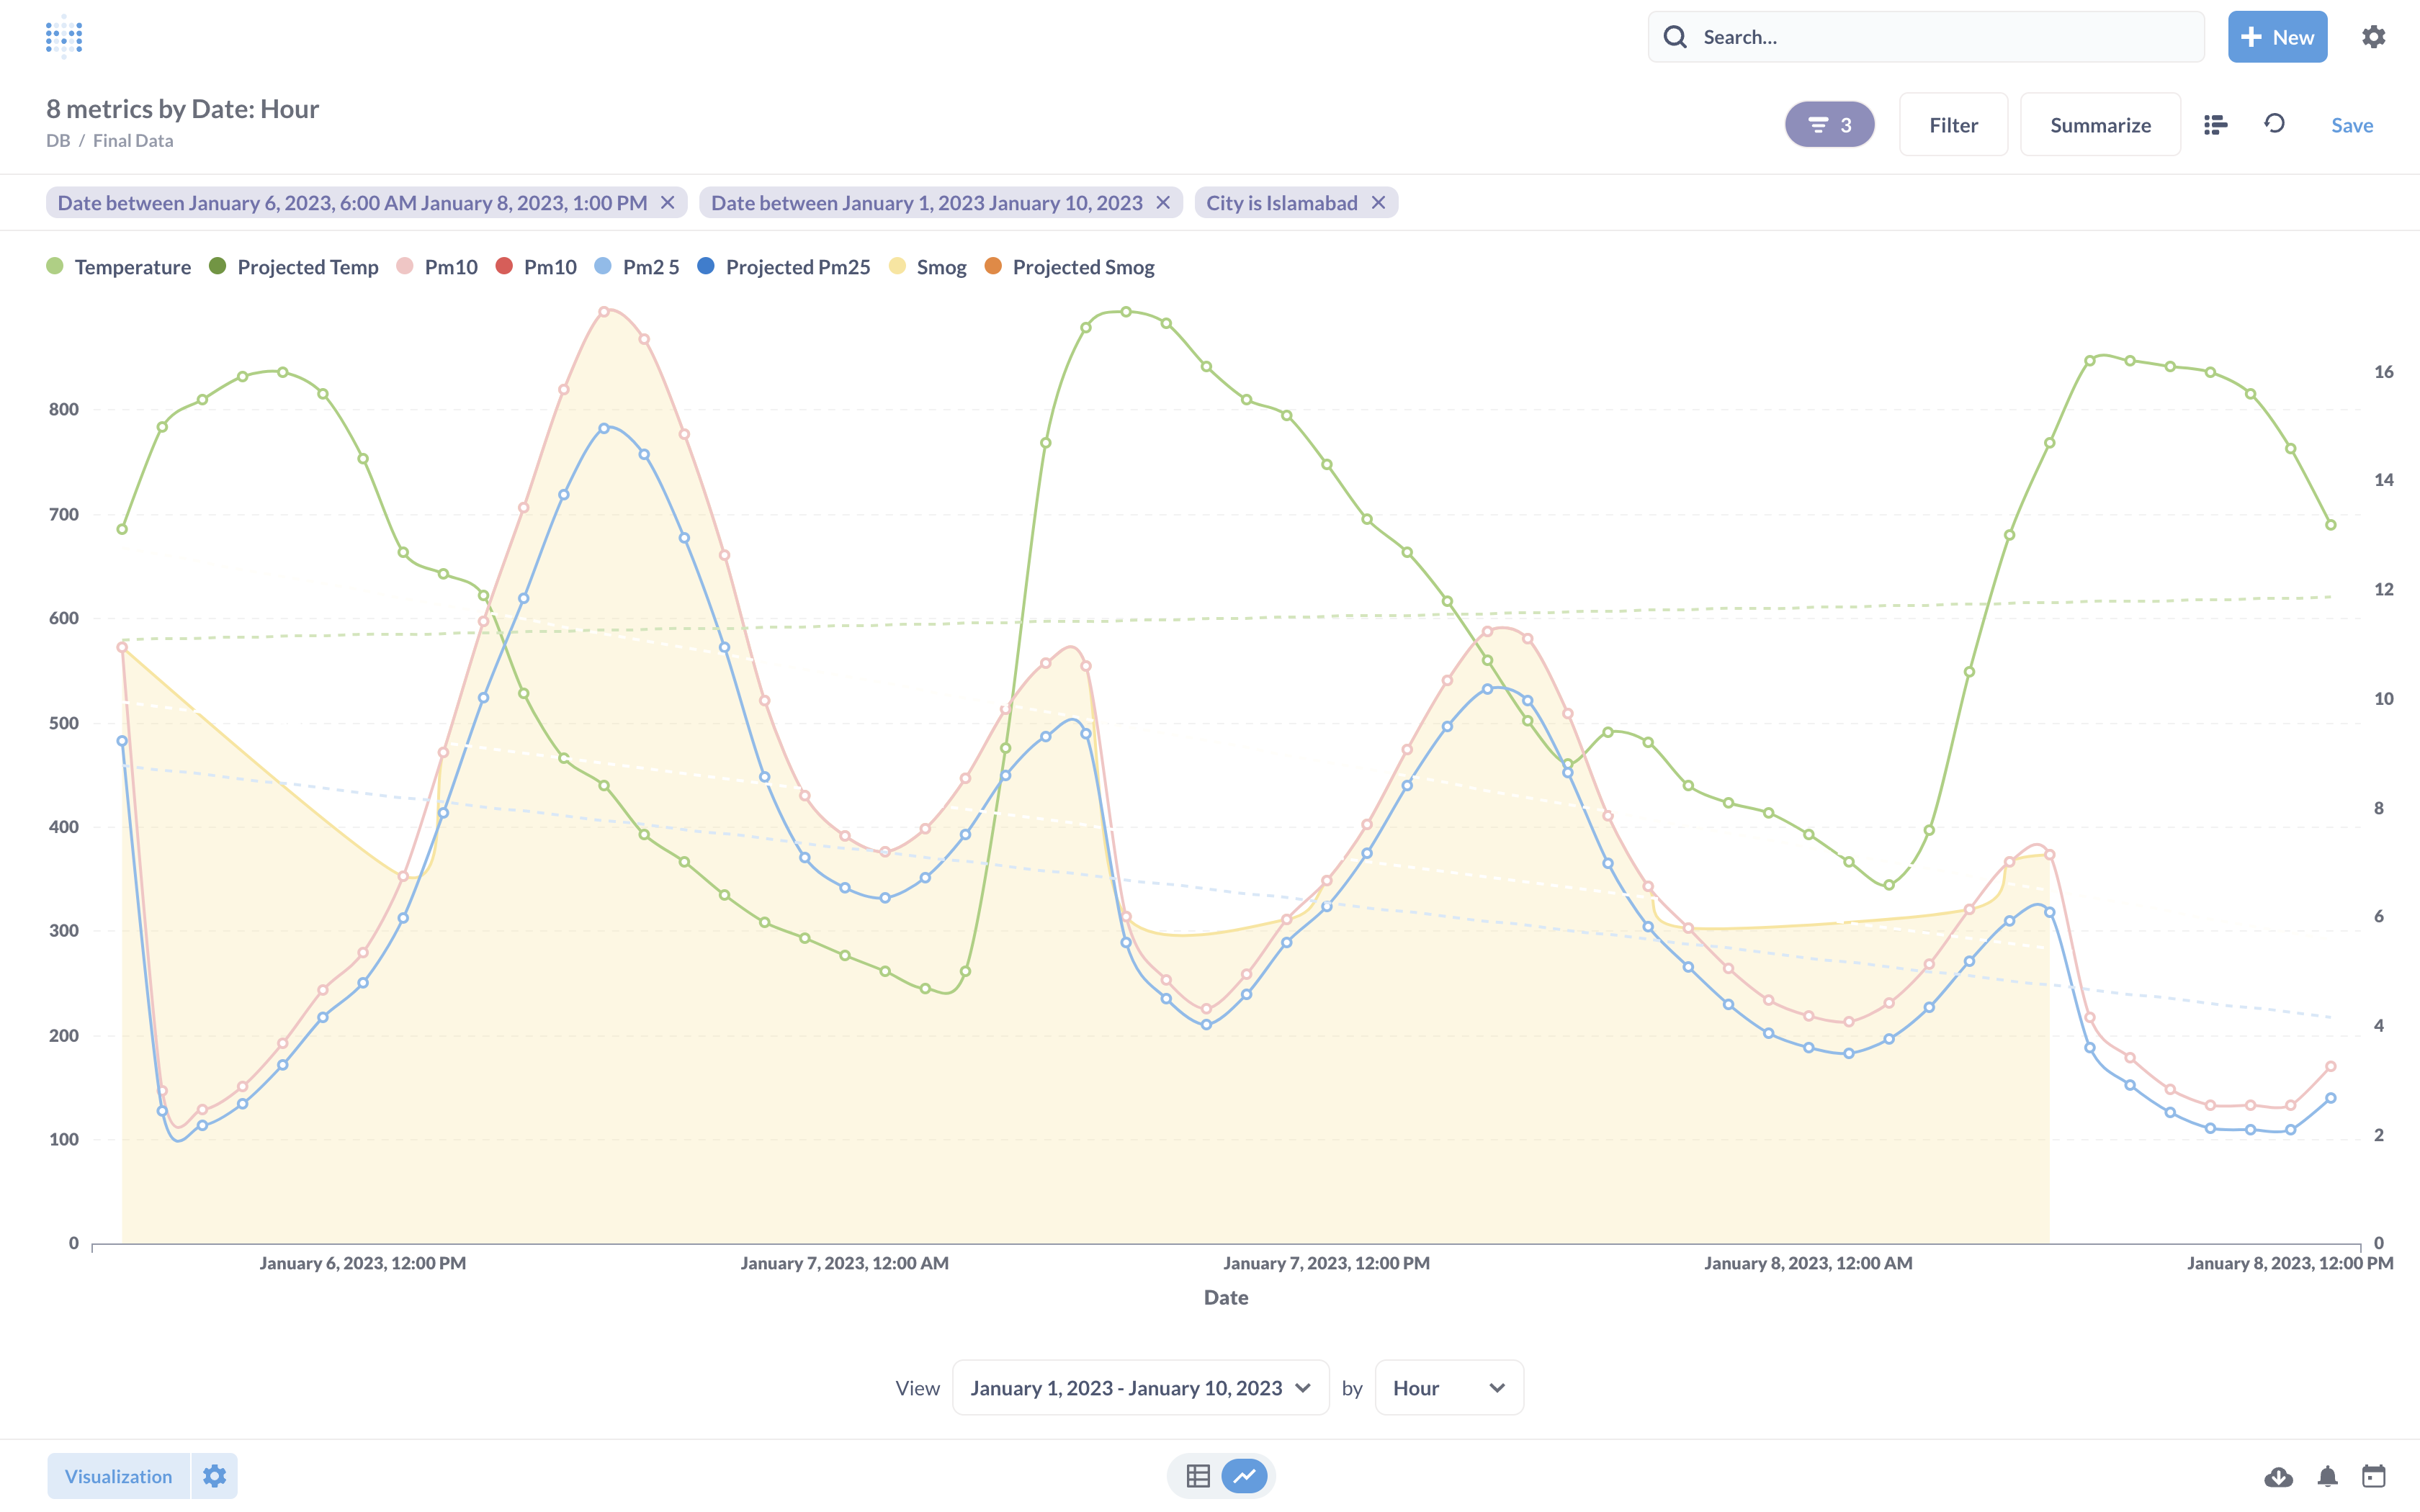 Search...
New
8 metrics by Date: Hour
DB / Final Data
3
Filter
Summarize
Save
Date between January 6, 2023, 6:00 AM January 8, 2023, 1:00 PM
Date between January 1, 2023 January 10, 2023
City is Islamabad
Temperature
Projected Temp
Pm10
Pm10
Pm2 5
Projected Pm25
Smog
Projected Smog
800
700
600
500
400
300
200
100
0
16
14
12
10
8
6
4
2
0
January 6, 2023, 12:00 PM
January 7, 2023, 12:00 AM
January 7, 2023, 12:00 PM
January 8, 2023, 12:00 AM
January 8, 2023, 12:00 PM
Date
View
January 1, 2023 - January 10, 2023
by
Hour
Visualization